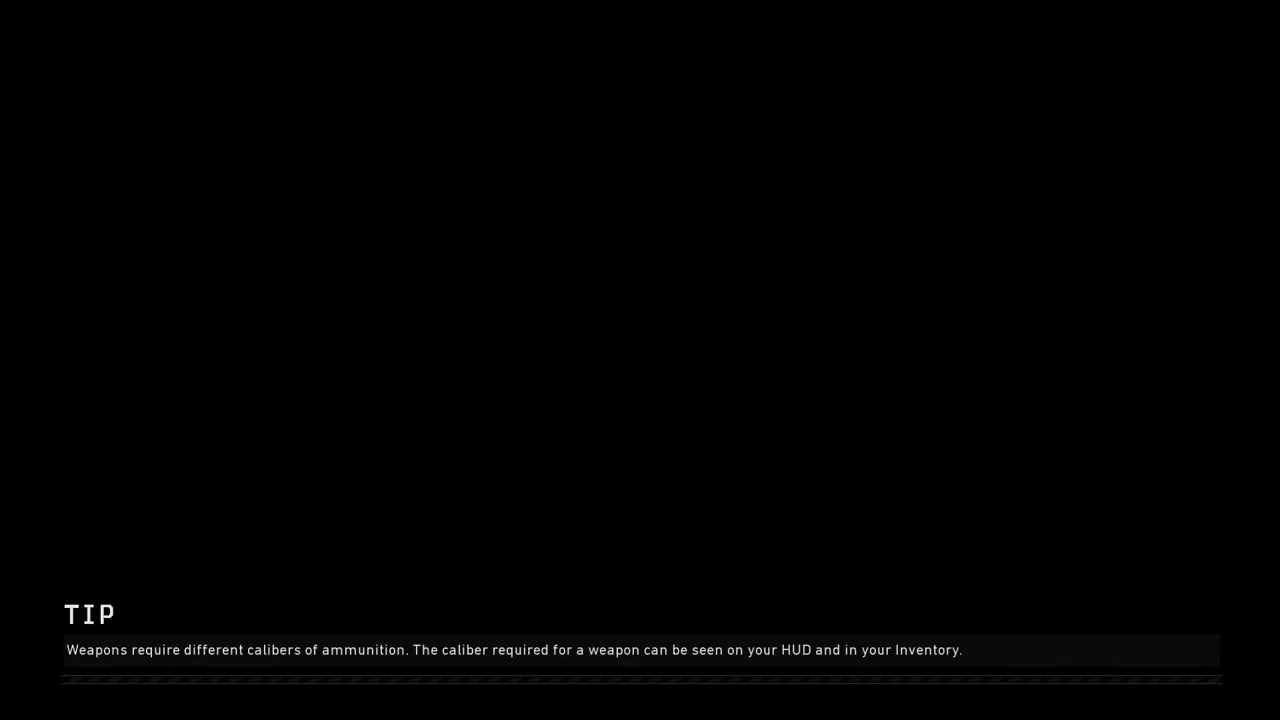 TIP
Weapons require different calibers of ammunition. The caliber required for a weapon can be seen on your HUD and in your Inventory.